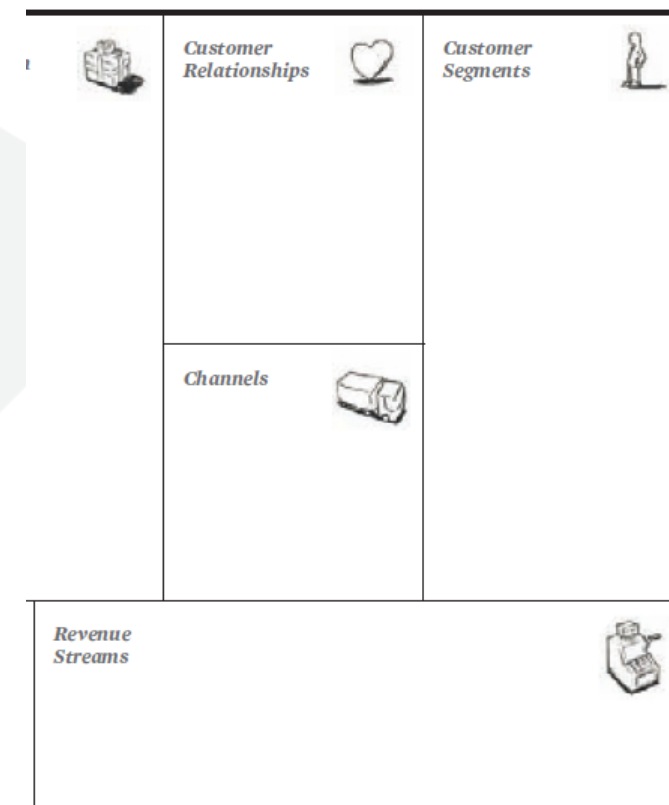 Customer
Relationships
Customer
Segments
Channels
Revenue
Streams